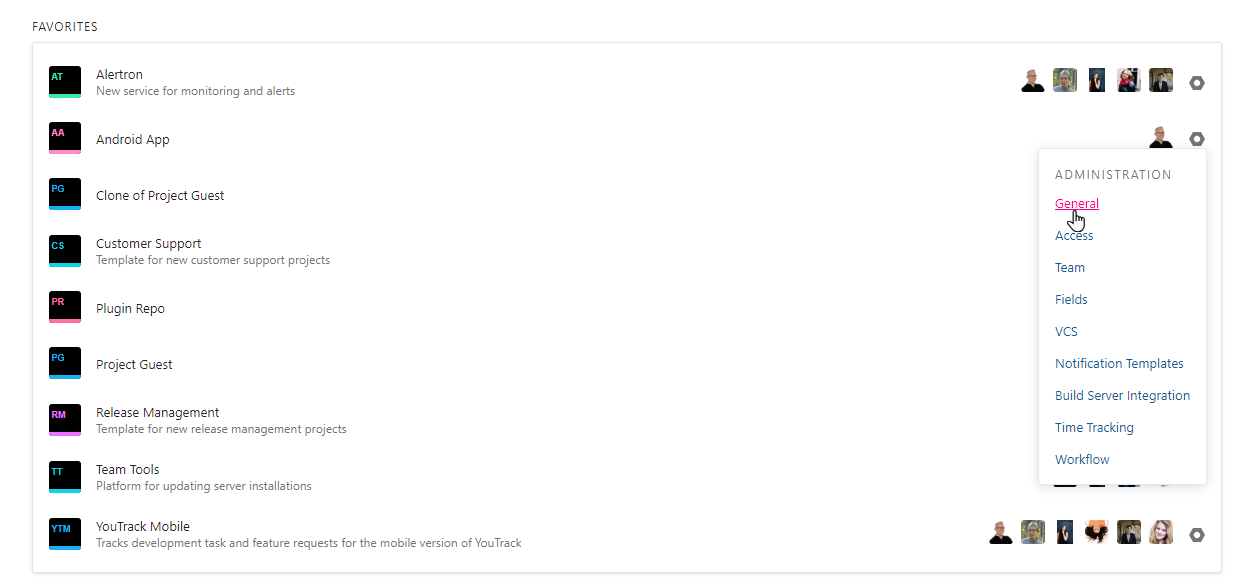 FAVORITES
AT
Alertron
New service for monitoring and alerts
AA
Android App
PG
Clone of Project Guest
CS
Customer Support
Template for new customer support projects
PR
Plugin Repo
PG
Project Guest
RM
Release Management
Template for new release management projects
TT
Team Tools
Platform for updating server installations
YTM
YouTrack Mobile
Tracks development task and feature requests for the mobile version of YouTrack
ADMINISTRATION
General
Access
Team
Fields
VCS
Notification Templates
Build Server Integration
Time Tracking
Workflow